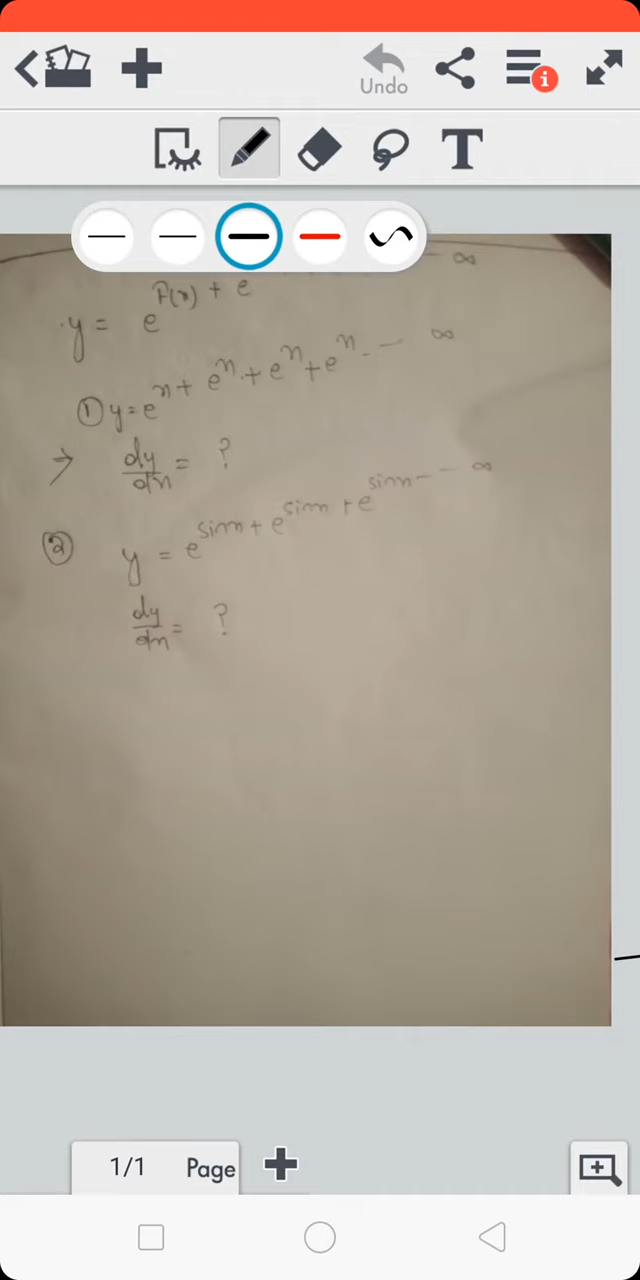 Undo
i
T
∞
y = e^F(x) + e
① y = e^x + e^x + e^x + e^x - - ∞
→ dy/dx = ?
② y = e^sinx + e^sinx + e^sinx - - ∞
dy/dx = ?
1/1 Page